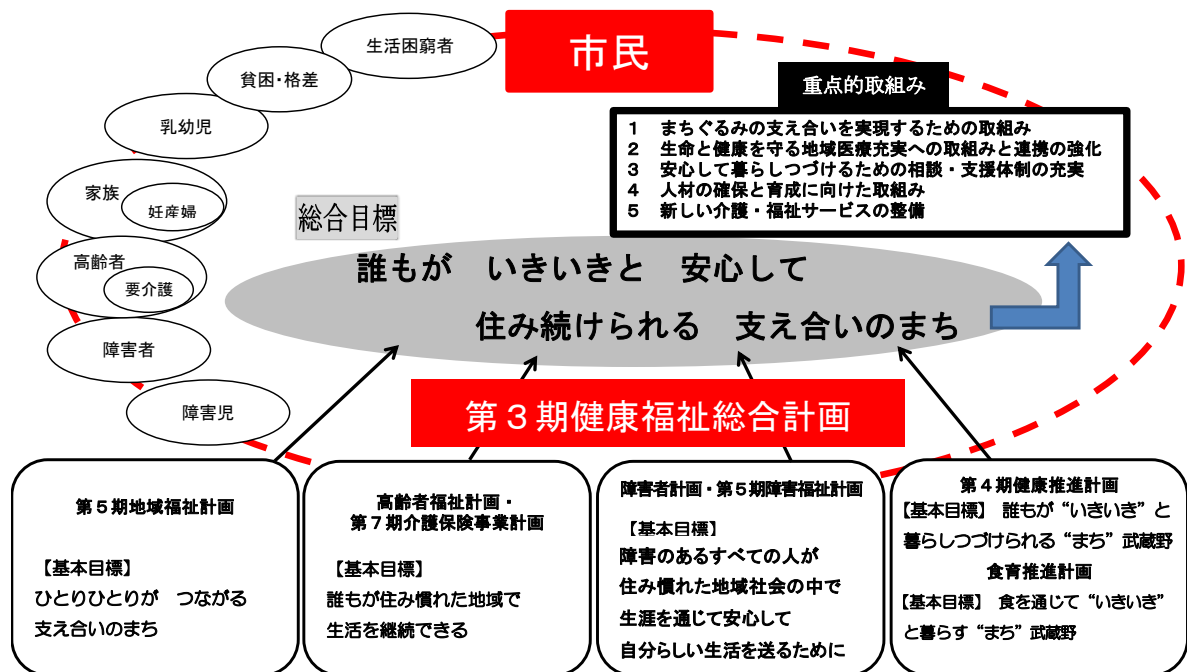 市民
生活困窮者
貧困・格差
乳幼児
家族
妊産婦
高齢者
要介護
障害者
障害児
重点的取組み
1 まちぐるみの支え合いを実現するための取組み
2 生命と健康を守る地域医療充実への取組みと連携の強化
3 安心して暮らしつづけるための相談・支援体制の充実
4 人材の確保と育成に向けた取組み
5 新しい介護・福祉サービスの整備
総合目標
誰もが いきいきと 安心して
住み続けられる 支え合いのまち
第3期健康福祉総合計画
第5期地域福祉計画
【基本目標】
ひとりひとりが つながる
支え合いのまち
高齢者福祉計画・
第7期介護保険事業計画
【基本目標】
誰もが住み慣れた地域で
生活を継続できる
障害者計画・第5期障害福祉計画
【基本目標】
障害のあるすべての人が
住み慣れた地域社会の中で
生涯を通じて安心して
自分らしい生活を送るために
第4期健康推進計画
【基本目標】 誰もが“いきいき”と
暮らしつづけられる“まち”武蔵野
食育推進計画
【基本目標】 食を通じて“いきいき”
と暮らす“まち”武蔵野